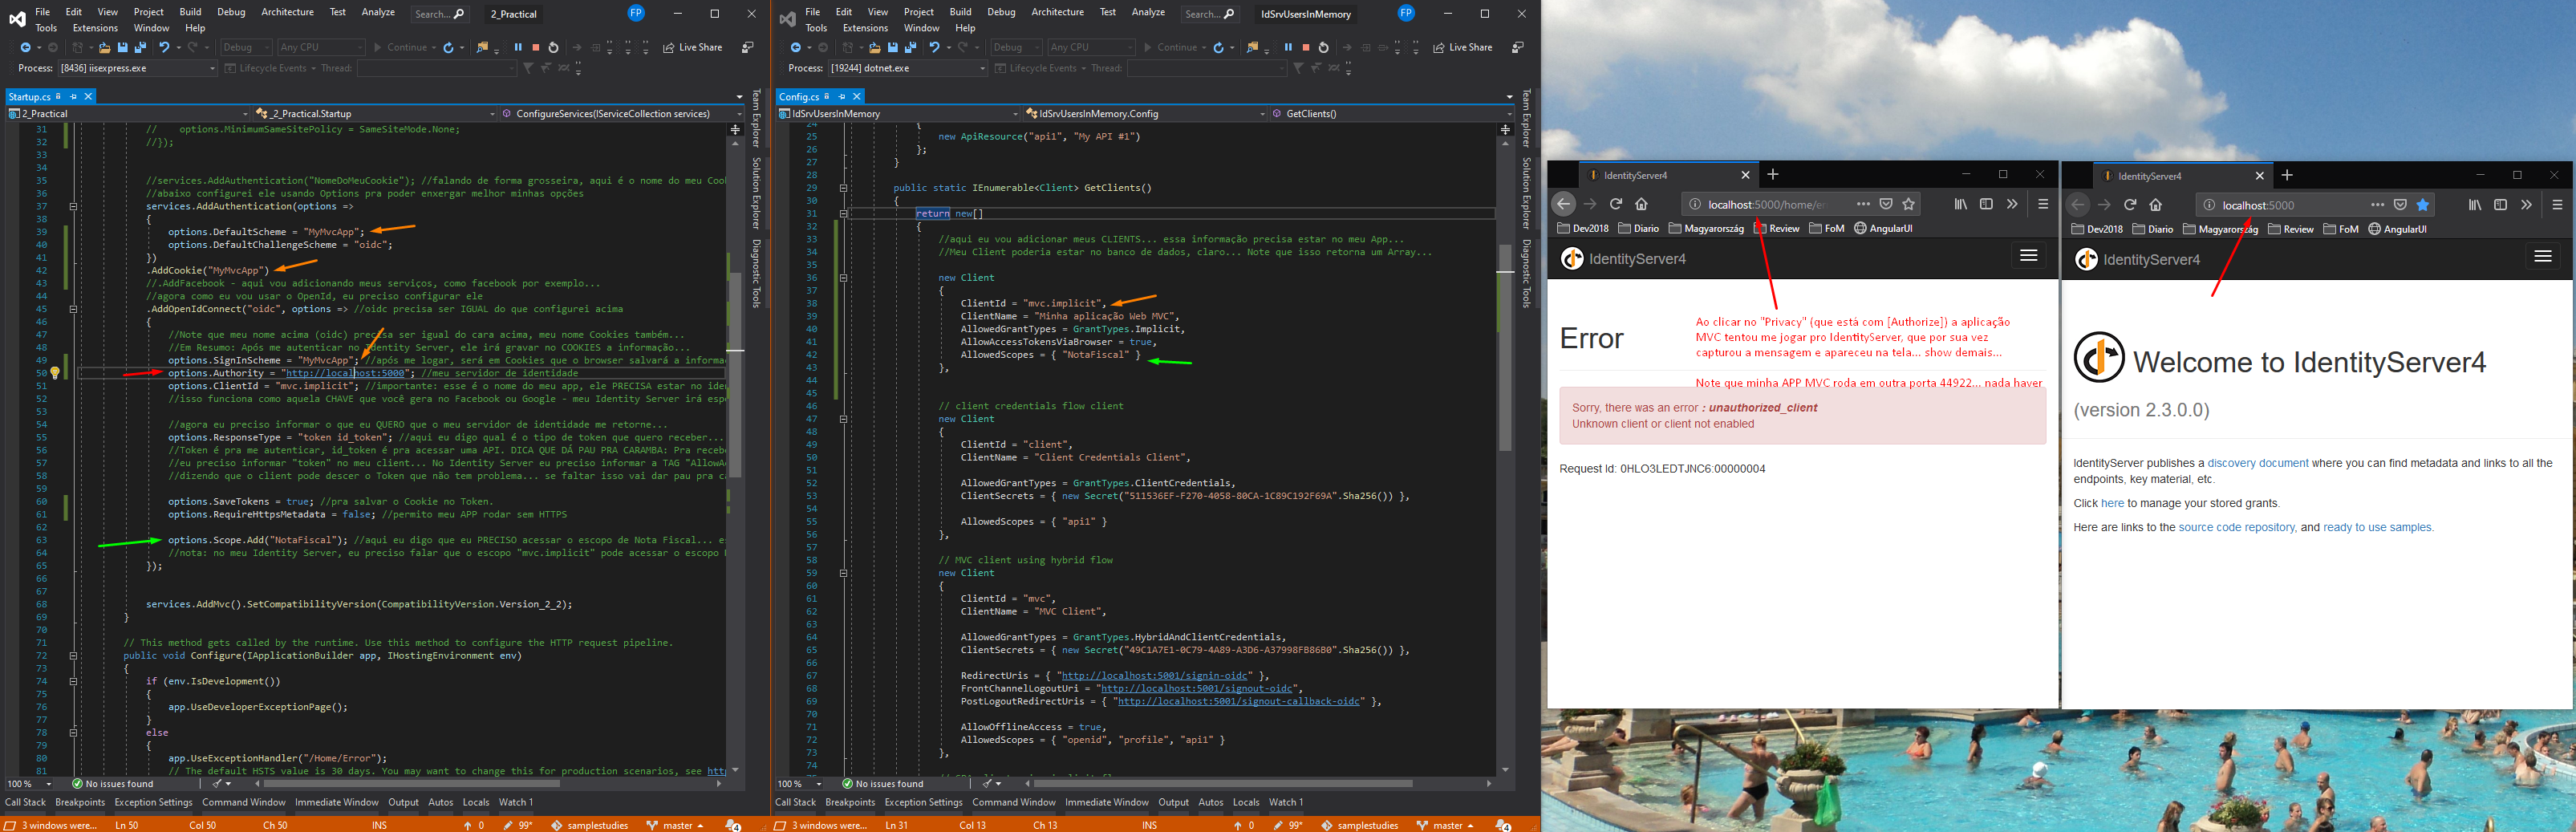 File Edit View Project Build Debug Architecture Test Analyze Search... 2_Practical FP
Tools Extensions Window Help
Debug Any CPU Continue Live Share
Process: [8436] iisexpress.exe Lifecycle Events Thread:
Startup.cs
2_Practical _2_Practical.Startup ConfigureServices(IServiceCollection services)
31 // options.MinimumSameSitePolicy = SameSiteMode.None;
32 //});
33
34
35 //services.AddAuthentication("NomeDoMeuCookie"); //falando de forma grosseira, aqui é o nome do meu Cook
36 //abaixo configurei ele usando Options pra poder enxergar melhor minhas opções
37 services.AddAuthentication(options =>
38 {
39 options.DefaultScheme = "MyMvcApp";
40 options.DefaultChallengeScheme = "oidc";
41 })
42 .AddCookie("MyMvcApp")
43 //.AddFacebook - aqui vou adicionando meus serviços, como facebook por exemplo...
44 //agora como eu vou usar o OpenId, eu preciso configurar ele
45 .AddOpenIdConnect("oidc", options => //oidc precisa ser IGUAL do que configurei acima
46 {
47 //Note que meu nome acima (oidc) precisa ser igual do cara acima, meu nome Cookies também...
48 //Em Resumo: Após me autenticar no Identity Server, ele irá gravar no COOKIES a informação...
49 options.SignInScheme = "MyMvcApp"; //após me logar, será em Cookies que o browser salvará a informaç
50 options.Authority = "http://localhost:5000"; //meu servidor de identidade
51 options.ClientId = "mvc.implicit"; //importante: esse é o nome do meu app, ele PRECISA estar no iden
52 //isso funciona como aquela CHAVE que você gera no Facebook ou Google - meu Identity Server irá espe
53
54 //agora eu preciso informar o que eu QUERO que o meu servidor de identidade me retorne...
55 options.ResponseType = "token id_token"; //aqui eu digo qual é o tipo de token que quero receber...
56 //Token é pra me autenticar, id_token é pra acessar uma API. DICA QUE DÁ PAU PRA CARAMBA: Pra recebe
57 //eu preciso informar "token" no meu client... No Identity Server eu preciso informar a TAG "AllowAc
58 //dizendo que o client pode descer o Token que não tem problema... se faltar isso vai dar pau pra ca
59
60 options.SaveTokens = true; //pra salvar o Cookie no Token.
61 options.RequireHttpsMetadata = false; //permito meu APP rodar sem HTTPS
62
63 options.Scope.Add("NotaFiscal"); //aqui eu digo que eu PRECISO acessar o escopo de Nota Fiscal... es
64 //nota: no meu Identity Server, eu preciso falar que o escopo "mvc.implicit" pode acessar o escopo
65 });
66
67
68 services.AddMvc().SetCompatibilityVersion(CompatibilityVersion.Version_2_2);
69 }
70
71 // This method gets called by the runtime. Use this method to configure the HTTP request pipeline.
72 public void Configure(IApplicationBuilder app, IHostingEnvironment env)
73 {
74 if (env.IsDevelopment())
75 {
76 app.UseDeveloperExceptionPage();
77 }
78 else
79 {
80 app.UseExceptionHandler("/Home/Error");
81 // The default HSTS value is 30 days. You may want to change this for production scenarios, see htt
100 % No issues found
Call Stack Breakpoints Exception Settings Command Window Immediate Window Output Autos Locals Watch 1
3 windows were... Ln 50 Col 50 Ch 50 INS 0 99* samplestudies master 4
Team Explorer
Solution Explorer
Diagnostic Tools
File Edit View Project Build Debug Architecture Test Analyze Search... IdSrvUsersInMemory FP
Tools Extensions Window Help
Debug Any CPU Continue Live Share
Process: [19244] dotnet.exe Lifecycle Events Thread:
Config.cs
IdSrvUsersInMemory IdSrvUsersInMemory.Config GetClients()
24 {
25 new ApiResource("api1", "My API #1")
26 };
27 }
28
29 public static IEnumerable<Client> GetClients()
30 {
31 return new[]
32 {
33 //aqui eu vou adicionar meus CLIENTS... essa informação precisa estar no meu App...
34 //Meu Client poderia estar no banco de dados, claro... Note que isso retorna um Array...
35
36 new Client
37 {
38 ClientId = "mvc.implicit",
39 ClientName = "Minha aplicação Web MVC",
40 AllowedGrantTypes = GrantTypes.Implicit,
41 AllowAccessTokensViaBrowser = true,
42 AllowedScopes = { "NotaFiscal" }
43 },
44
45
46 // client credentials flow client
47 new Client
48 {
49 ClientId = "client",
50 ClientName = "Client Credentials Client",
51
52 AllowedGrantTypes = GrantTypes.ClientCredentials,
53 ClientSecrets = { new Secret("511536EF-F270-4058-80CA-1C89C192F69A".Sha256()) },
54
55 AllowedScopes = { "api1" }
56 },
57
58 // MVC client using hybrid flow
59 new Client
60 {
61 ClientId = "mvc",
62 ClientName = "MVC Client",
63
64 AllowedGrantTypes = GrantTypes.HybridAndClientCredentials,
65 ClientSecrets = { new Secret("49C1A7E1-0C79-4A89-A3D6-A37998FB86B0".Sha256()) },
66
67 RedirectUris = { "http://localhost:5001/signin-oidc" },
68 FrontChannelLogoutUri = "http://localhost:5001/signout-oidc",
69 PostLogoutRedirectUris = { "http://localhost:5001/signout-callback-oidc" },
70
71 AllowOfflineAccess = true,
72 AllowedScopes = { "openid", "profile", "api1" }
73 },
74
100 % No issues found
Call Stack Breakpoints Exception Settings Command Window Immediate Window Output Autos Locals Watch 1
3 windows were... Ln 31 Col 13 Ch 13 INS 0 99* samplestudies master 4
Team Explorer
Solution Explorer
Diagnostic Tools
IdentityServer4
localhost:5000/home/er
Dev2018 Diario Magyarország Review FoM AngularUI
IdentityServer4
Error
Ao clicar no "Privacy" (que está com [Authorize]) a aplicação
MVC tentou me jogar pro IdentityServer, que por sua vez
capturou a mensagem e apareceu na tela... show demais...
Note que minha APP MVC roda em outra porta 44922... nada haver
Sorry, there was an error : unauthorized_client
Unknown client or client not enabled
Request Id: 0HLO3LEDTJNC6:00000004
IdentityServer4
localhost:5000
Dev2018 Diario Magyarország Review FoM AngularUI
IdentityServer4
Welcome to IdentityServer4
(version 2.3.0.0)
IdentityServer publishes a discovery document where you can find metadata and links to all the
endpoints, key material, etc.
Click here to manage your stored grants.
Here are links to the source code repository, and ready to use samples.